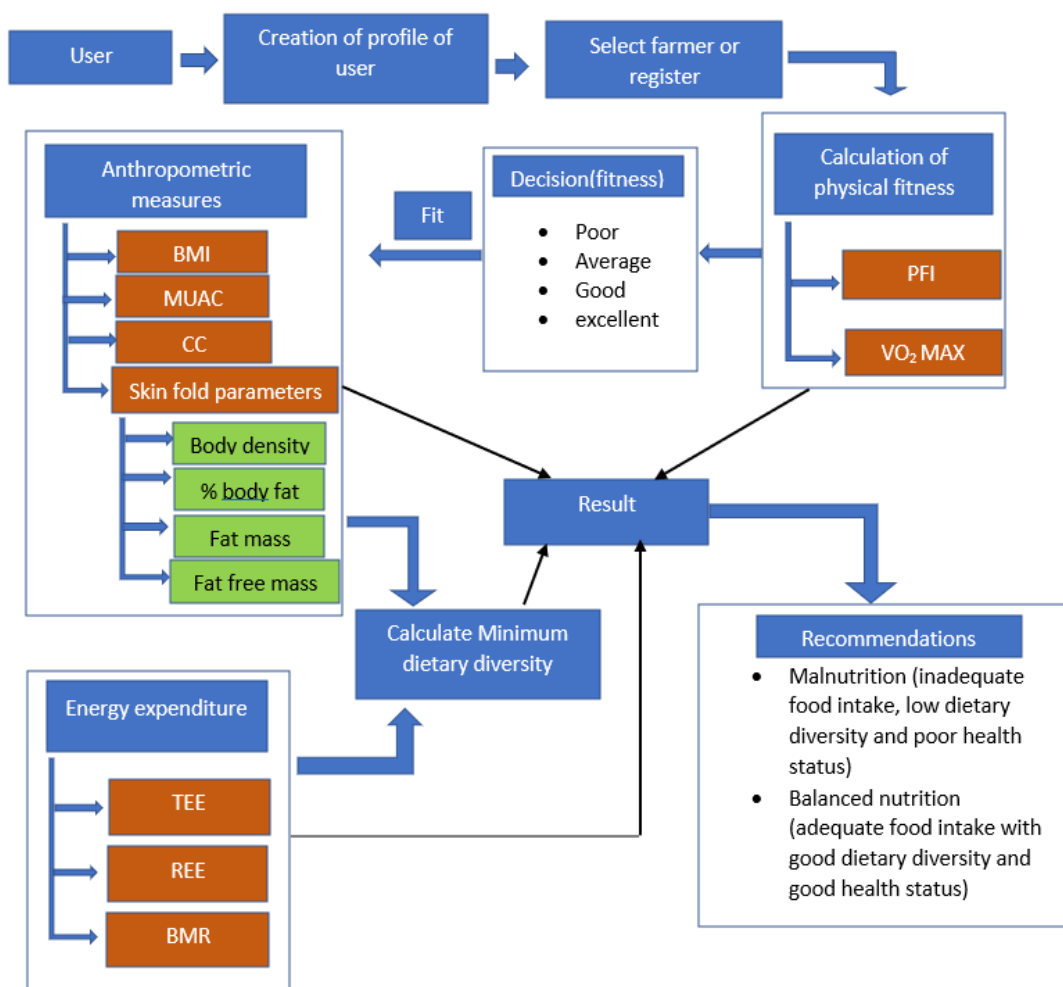 User
Creation of profile of
user
Select farmer or
register
Calculation of
physical fitness
PFI
VO₂ MAX
Decision(fitness)
• Poor
• Average
• Good
• excellent
Fit
Anthropometric
measures
BMI
MUAC
CC
Skin fold parameters
Body density
% body fat
Fat mass
Fat free mass
Result
Calculate Minimum
dietary diversity
Energy expenditure
TEE
REE
BMR
Recommendations
• Malnutrition (inadequate
food intake, low dietary
diversity and poor health
status)
• Balanced nutrition
(adequate food intake with
good dietary diversity and
good health status)